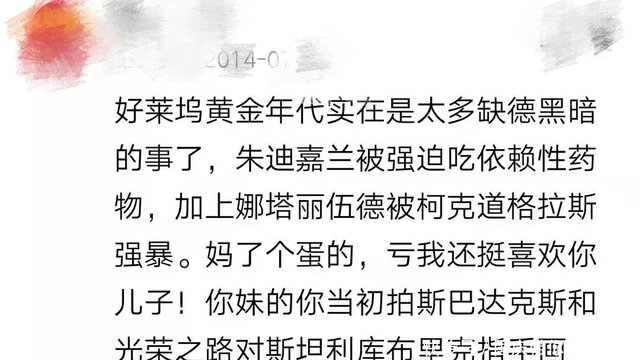 2014-07
好莱坞黄金年代实在是太多缺德黑暗
的事了，朱迪嘉兰被强迫吃依赖性药
物，加上娜塔丽伍德被柯克道格拉斯
强暴。妈了个蛋的，亏我还挺喜欢你
儿子！你妹的你当初拍斯巴达克斯和
光荣之路对斯坦利库布里克指手画